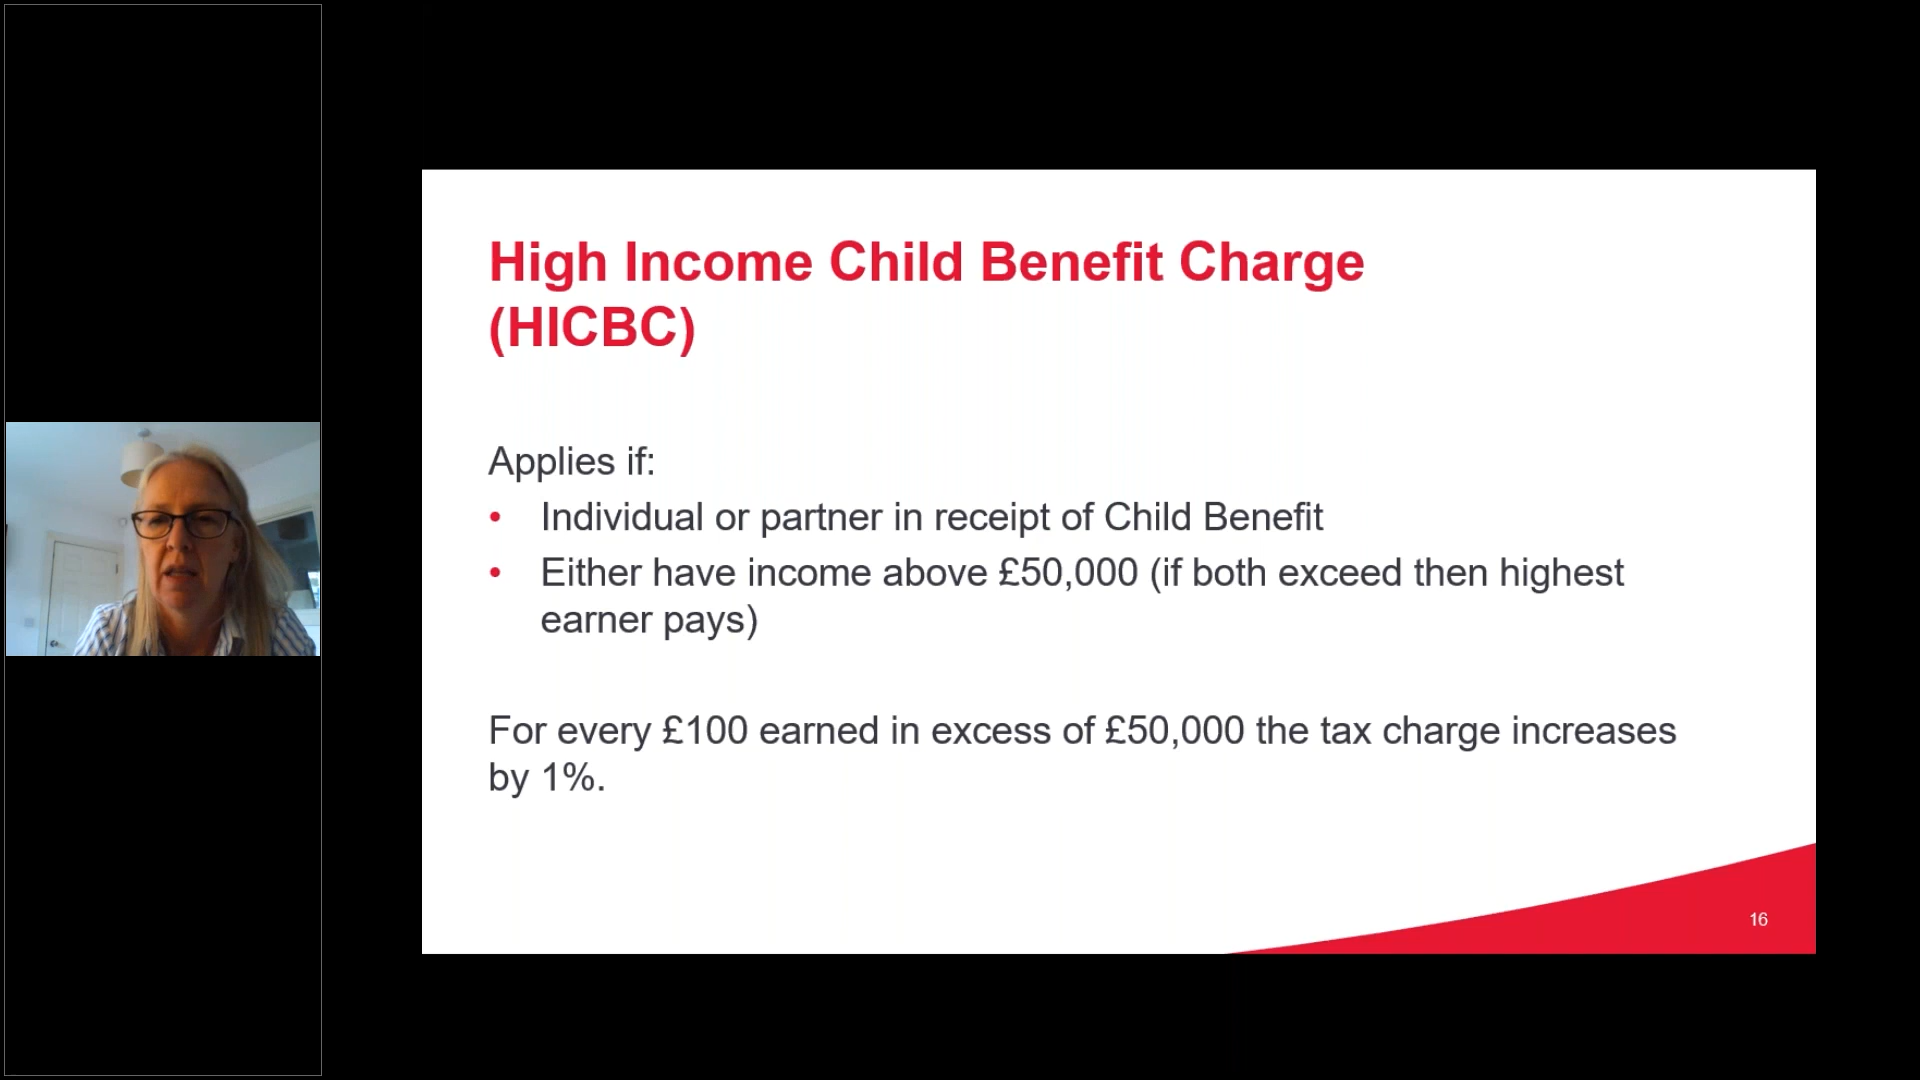 High Income Child Benefit Charge
(HICBC)
Applies if:
• Individual or partner in receipt of Child Benefit
• Either have income above £50,000 (if both exceed then highest
earner pays)
For every £100 earned in excess of £50,000 the tax charge increases
by 1%.
16